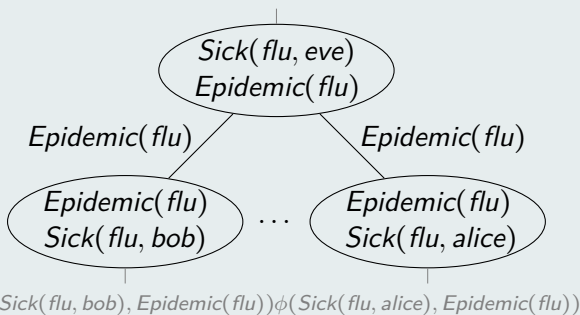 Sick(flu, eve)
Epidemic(flu)
Epidemic(flu) Epidemic(flu)
Epidemic(flu) Epidemic(flu)
Sick(flu, bob) ... Sick(flu, alice)
Sick(flu, bob), Epidemic(flu))ϕ(Sick(flu, alice), Epidemic(flu))